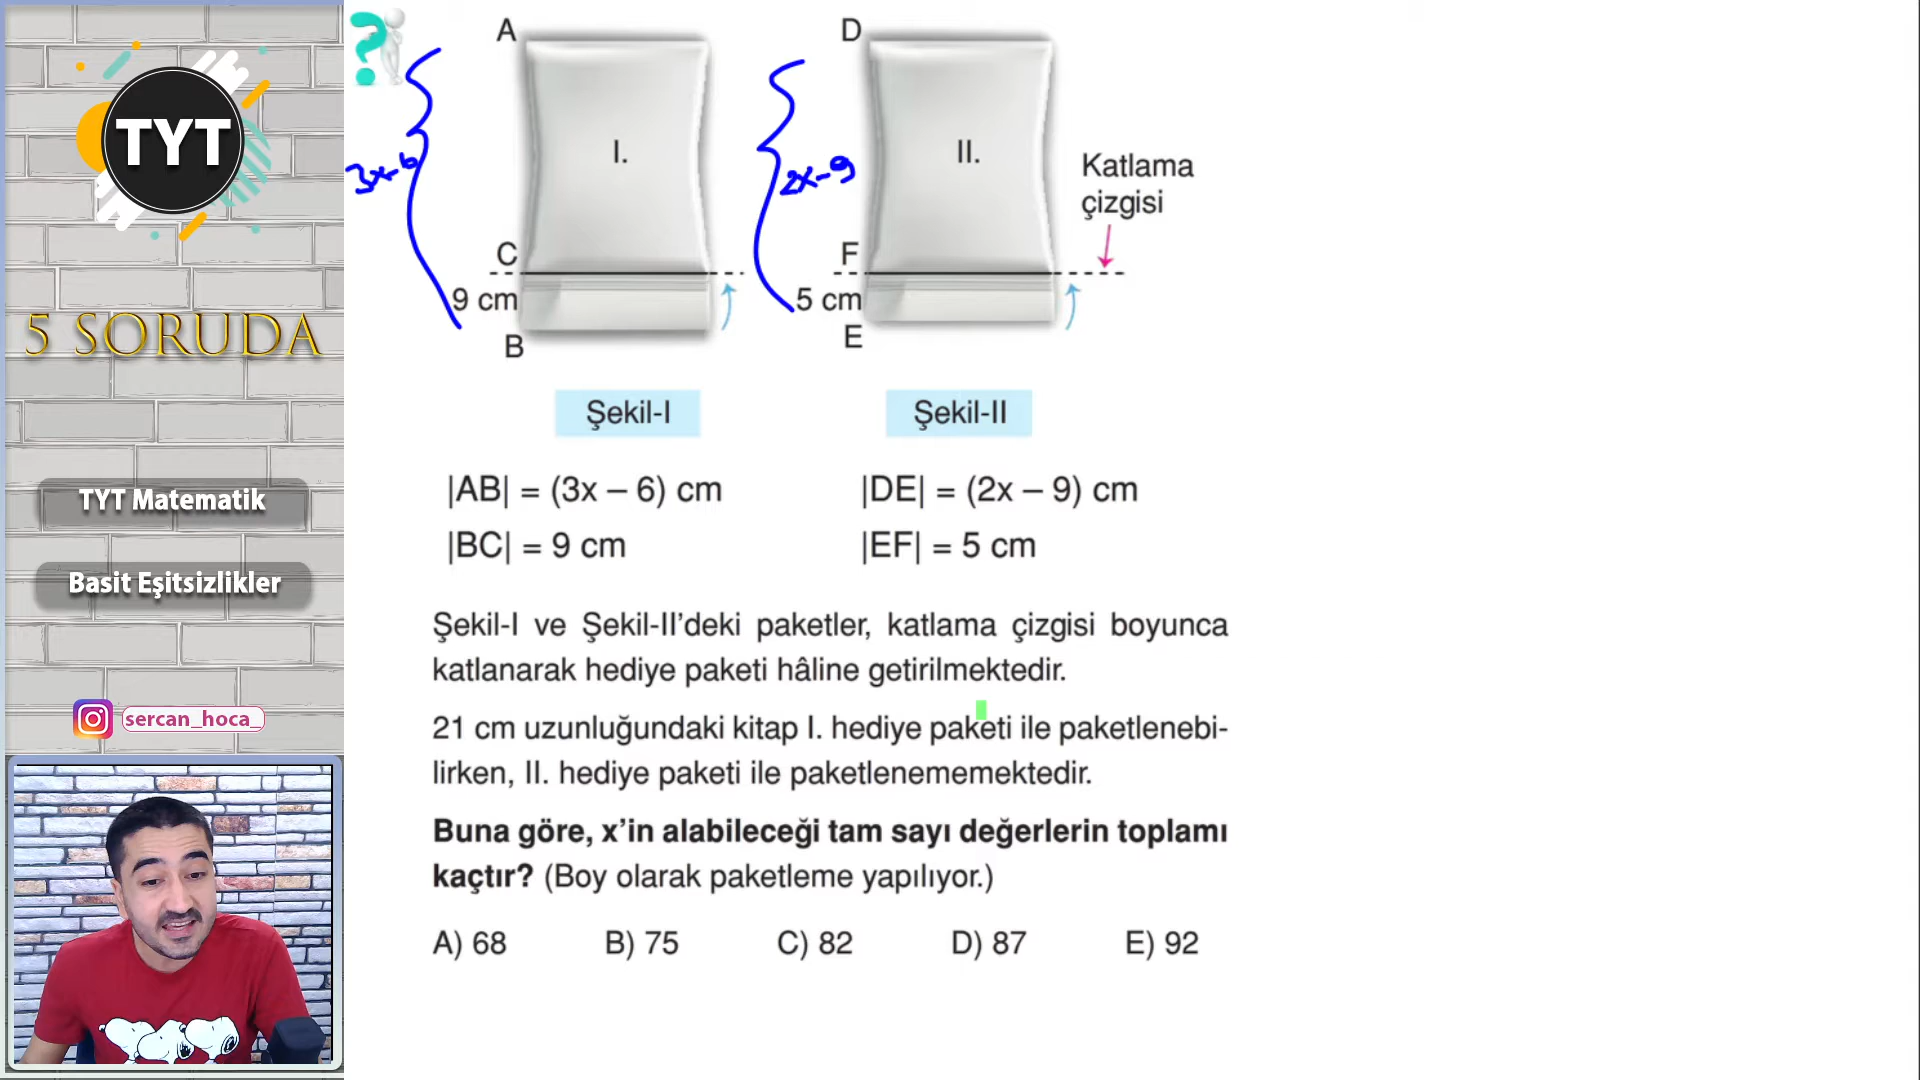 TYT
5 SORUDA
TYT Matematik
Basit Eşitsizlikler
sercan_hoca_
A
I.
3x-6
C
9 cm
B
D
II.
2x-9
F
5 cm
E
Katlama
çizgisi
Şekil-I
Şekil-II
|AB| = (3x – 6) cm
|DE| = (2x – 9) cm
|BC| = 9 cm
|EF| = 5 cm
Şekil-I ve Şekil-II’deki paketler, katlama çizgisi boyunca
katlanarak hediye paketi hâline getirilmektedir.
21 cm uzunluğundaki kitap I. hediye paketi ile paketlenebi-
lirken, II. hediye paketi ile paketlenememektedir.
Buna göre, x’in alabileceği tam sayı değerlerin toplamı
kaçtır? (Boy olarak paketleme yapılıyor.)
A) 68 B) 75 C) 82 D) 87 E) 92